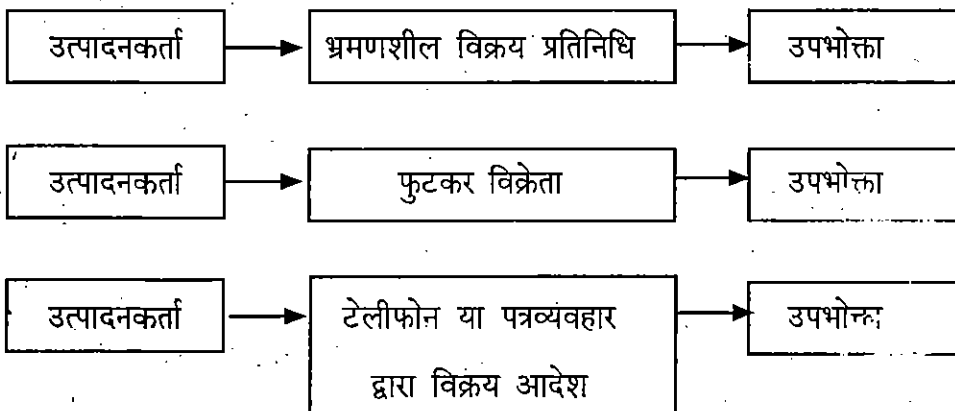 उत्पादनकर्ता भ्रमणशील विक्रय प्रतिनिधि उपभोक्ता
उत्पादनकर्ता फुटकर विक्रेता उपभोक्ता
उत्पादनकर्ता टेलीफोन या पत्रव्यवहार उपभोक्ता
द्वारा विक्रय आदेश